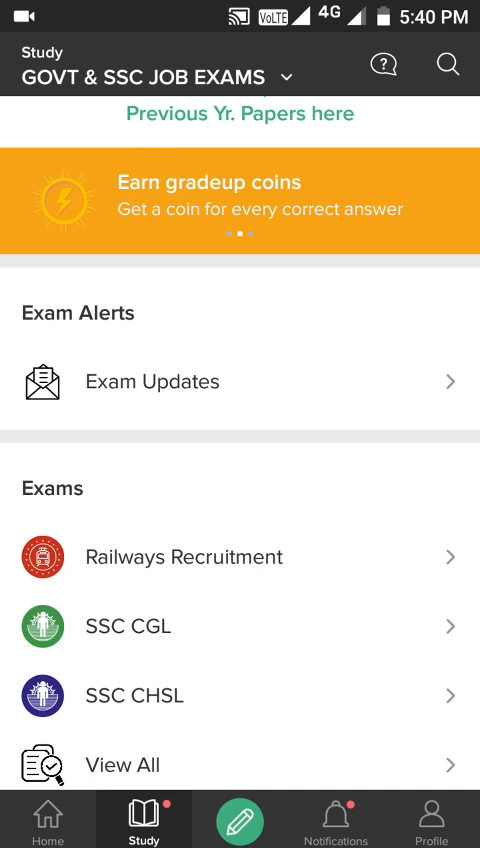 VoLTE 4G 5:40 PM
Study
GOVT & SSC JOB EXAMS
?
Previous Yr. Papers here
Earn gradeup coins
Get a coin for every correct answer
Exam Alerts
Exam Updates
Exams
Railways Recruitment
SSC CGL
SSC CHSL
View All
Home
Study
Notifications
Profile